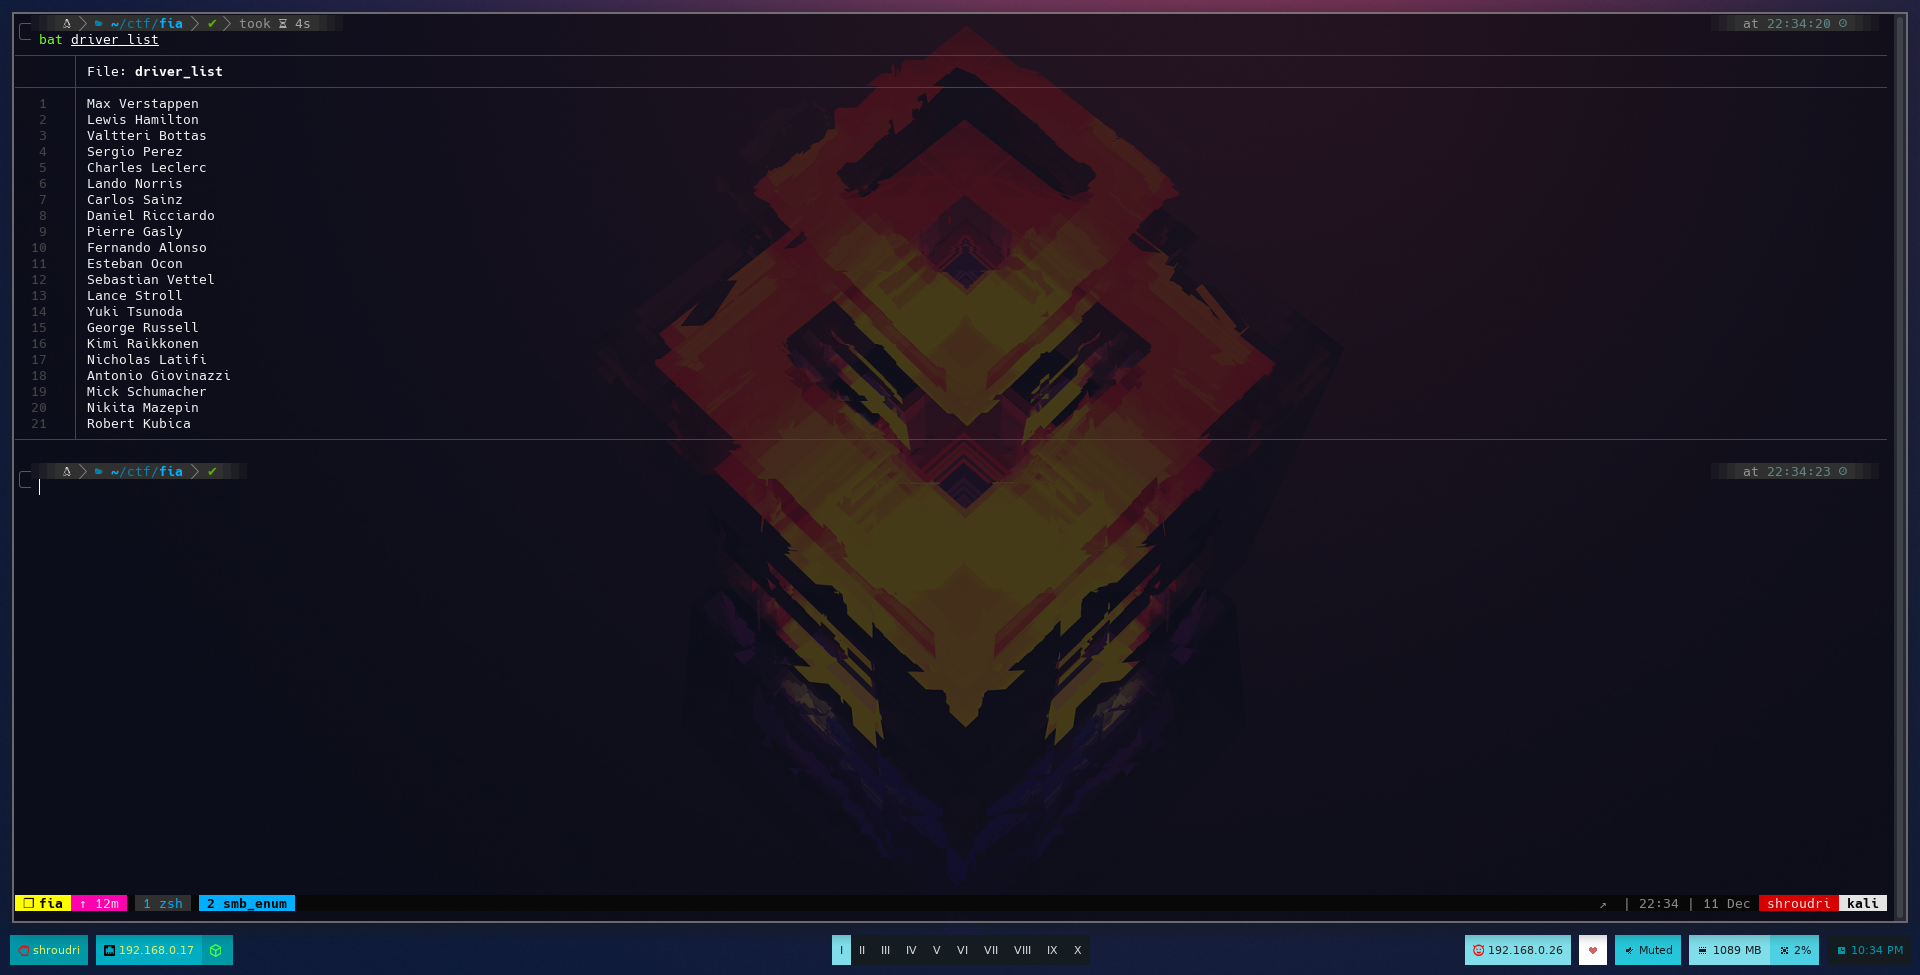 ~/ctf/fia ✔ took 4s at 22:34:20
bat driver_list
File: driver_list
1 Max Verstappen
2 Lewis Hamilton
3 Valtteri Bottas
4 Sergio Perez
5 Charles Leclerc
6 Lando Norris
7 Carlos Sainz
8 Daniel Ricciardo
9 Pierre Gasly
10 Fernando Alonso
11 Esteban Ocon
12 Sebastian Vettel
13 Lance Stroll
14 Yuki Tsunoda
15 George Russell
16 Kimi Raikkonen
17 Nicholas Latifi
18 Antonio Giovinazzi
19 Mick Schumacher
20 Nikita Mazepin
21 Robert Kubica
~/ctf/fia ✔ at 22:34:23
❐ fia ↑ 12m 1 zsh 2 smb_enum ↗ | 22:34 | 11 Dec shroudri kali
shroudri 192.168.0.17 I II III IV V VI VII VIII IX X 192.168.0.26 Muted 1089 MB 2% 10:34 PM